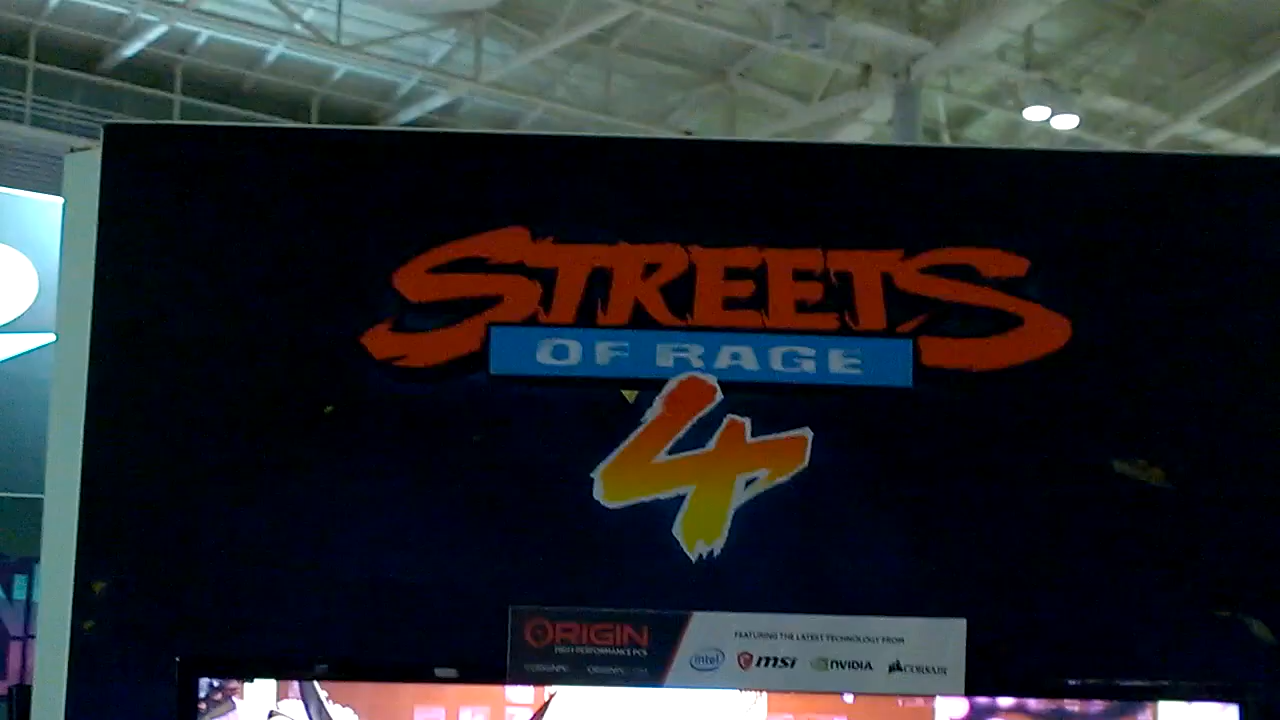 STREETS
OF RAGE
4
ORIGIN
HIGH PERFORMANCE PCS
FEATURING THE LATEST TECHNOLOGY FROM
intel
msi
NVIDIA
CORSAIR